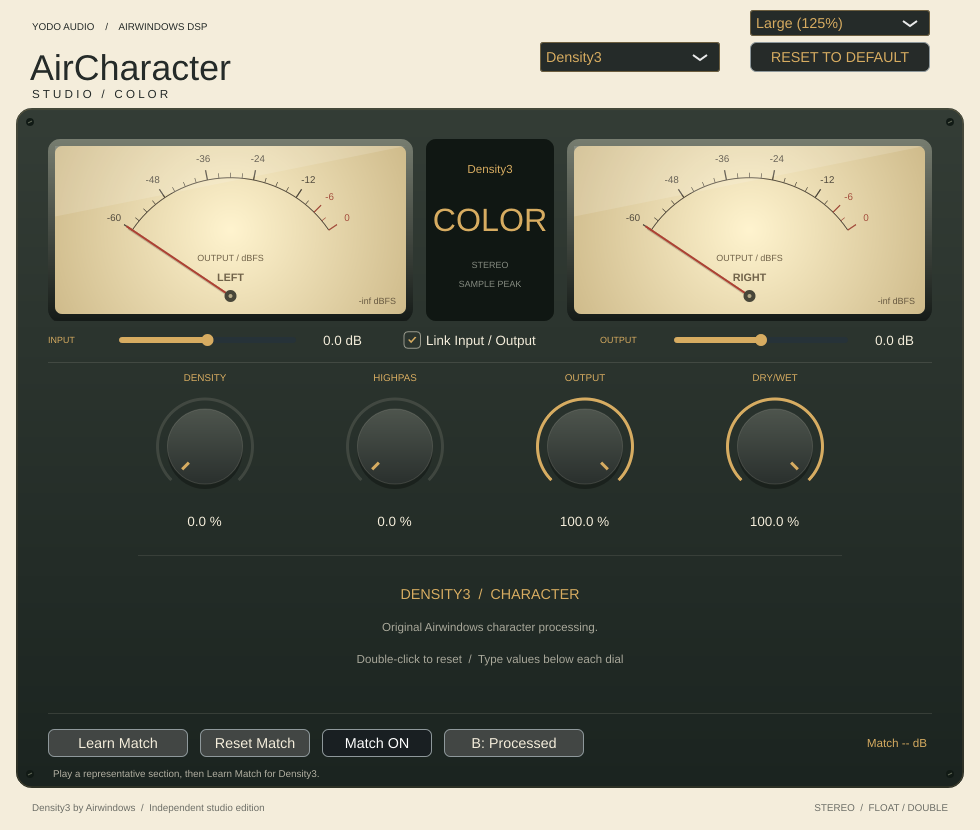 YODO AUDIO / AIRWINDOWS DSP
Large (125%)
Density3
RESET TO DEFAULT
AirCharacter
STUDIO / COLOR
-60 -48 -36 -24 -12 -6 0
OUTPUT / dBFS
LEFT
-inf dBFS
Density3
COLOR
STEREO
SAMPLE PEAK
-60 -48 -36 -24 -12 -6 0
OUTPUT / dBFS
RIGHT
-inf dBFS
INPUT 0.0 dB Link Input / Output OUTPUT 0.0 dB
DENSITY HIGHPAS OUTPUT DRY/WET
0.0 % 0.0 % 100.0 % 100.0 %
DENSITY3 / CHARACTER
Original Airwindows character processing.
Double-click to reset / Type values below each dial
Learn Match Reset Match Match ON B: Processed Match -- dB
Play a representative section, then Learn Match for Density3.
Density3 by Airwindows / Independent studio edition STEREO / FLOAT / DOUBLE